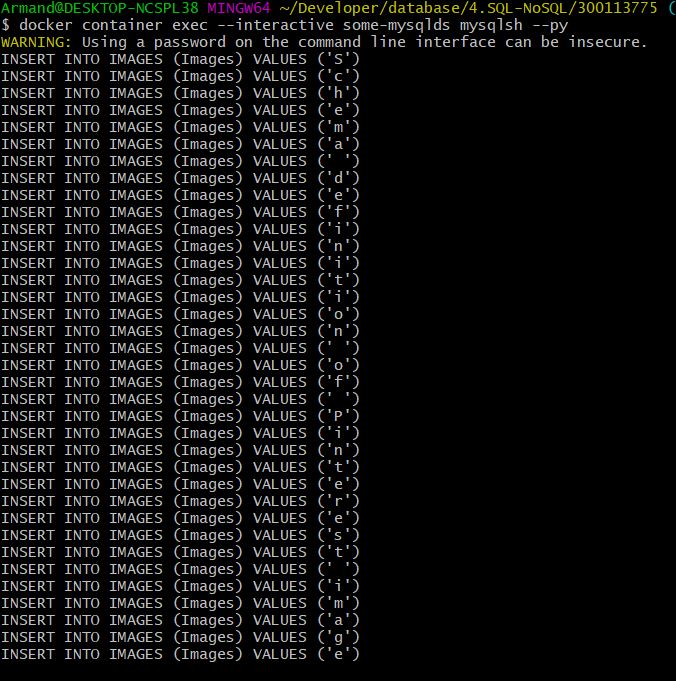 Armand@DESKTOP-NCSPL38 MINGW64 ~/Developer/database/4.SQL-NoSQL/300113775 (
$ docker container exec --interactive some-mysqlds mysqlsh --py
WARNING: Using a password on the command line interface can be insecure.
INSERT INTO IMAGES (Images) VALUES ('S')
INSERT INTO IMAGES (Images) VALUES ('c')
INSERT INTO IMAGES (Images) VALUES ('h')
INSERT INTO IMAGES (Images) VALUES ('e')
INSERT INTO IMAGES (Images) VALUES ('m')
INSERT INTO IMAGES (Images) VALUES ('a')
INSERT INTO IMAGES (Images) VALUES (' ')
INSERT INTO IMAGES (Images) VALUES ('d')
INSERT INTO IMAGES (Images) VALUES ('e')
INSERT INTO IMAGES (Images) VALUES ('f')
INSERT INTO IMAGES (Images) VALUES ('i')
INSERT INTO IMAGES (Images) VALUES ('n')
INSERT INTO IMAGES (Images) VALUES ('i')
INSERT INTO IMAGES (Images) VALUES ('t')
INSERT INTO IMAGES (Images) VALUES ('i')
INSERT INTO IMAGES (Images) VALUES ('o')
INSERT INTO IMAGES (Images) VALUES ('n')
INSERT INTO IMAGES (Images) VALUES (' ')
INSERT INTO IMAGES (Images) VALUES ('o')
INSERT INTO IMAGES (Images) VALUES ('f')
INSERT INTO IMAGES (Images) VALUES (' ')
INSERT INTO IMAGES (Images) VALUES ('P')
INSERT INTO IMAGES (Images) VALUES ('i')
INSERT INTO IMAGES (Images) VALUES ('n')
INSERT INTO IMAGES (Images) VALUES ('t')
INSERT INTO IMAGES (Images) VALUES ('e')
INSERT INTO IMAGES (Images) VALUES ('r')
INSERT INTO IMAGES (Images) VALUES ('e')
INSERT INTO IMAGES (Images) VALUES ('s')
INSERT INTO IMAGES (Images) VALUES ('t')
INSERT INTO IMAGES (Images) VALUES (' ')
INSERT INTO IMAGES (Images) VALUES ('i')
INSERT INTO IMAGES (Images) VALUES ('m')
INSERT INTO IMAGES (Images) VALUES ('a')
INSERT INTO IMAGES (Images) VALUES ('g')
INSERT INTO IMAGES (Images) VALUES ('e')